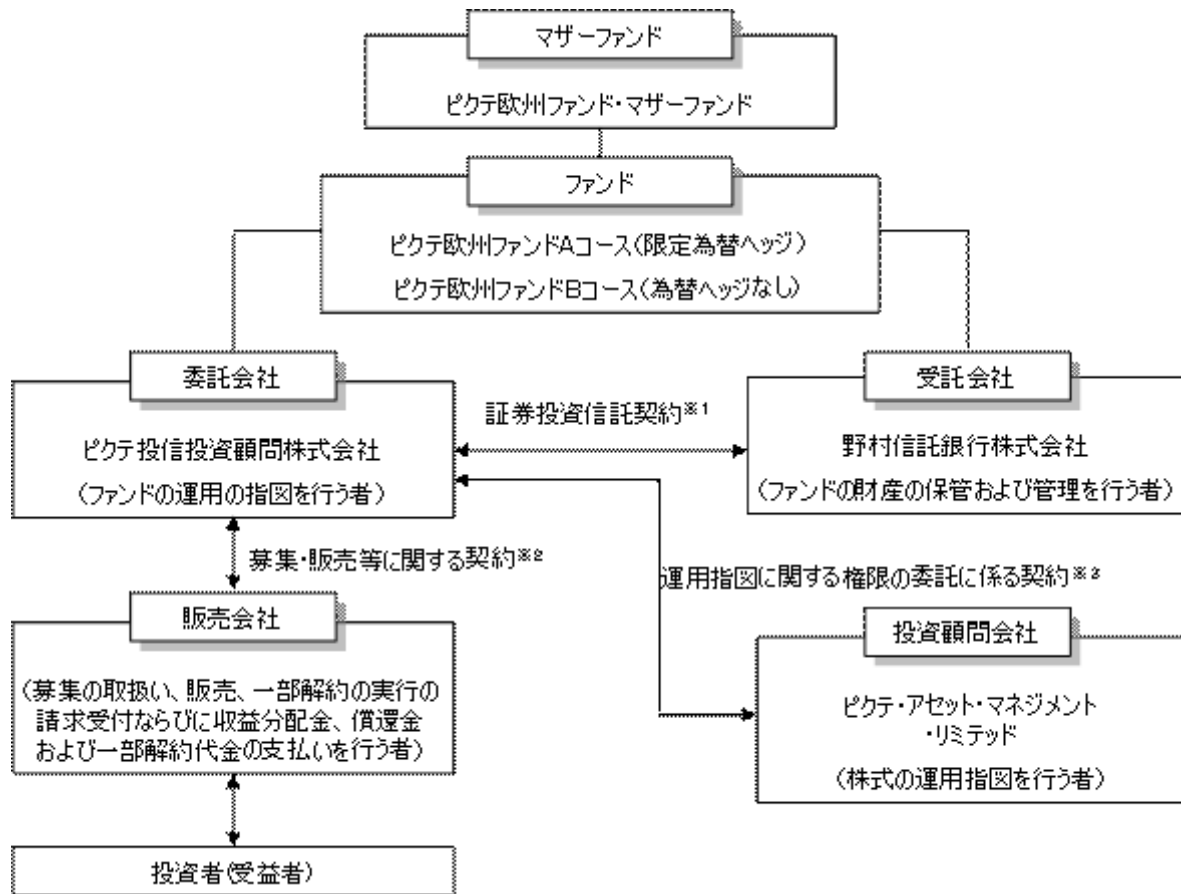 マザーファンド
ピクテ欧州ファンド・マザーファンド
ファンド
ピクテ欧州ファンドAコース(限定為替ヘッジ)
ピクテ欧州ファンドBコース(為替ヘッジなし)
委託会社
ピクテ投信投資顧問株式会社
(ファンドの運用の指図を行う者)
証券投資信託契約※1
受託会社
野村信託銀行株式会社
(ファンドの財産の保管および管理を行う者)
募集・販売等に関する契約※2
運用指図に関する権限の委託に係る契約※3
販売会社
(募集の取扱い、販売、一部解約の実行の
請求受付ならびに収益分配金、償還金
および一部解約代金の支払いを行う者)
投資顧問会社
ピクテ・アセット・マネジメント
・リミテッド
(株式の運用指図を行う者)
投資者(受益者)